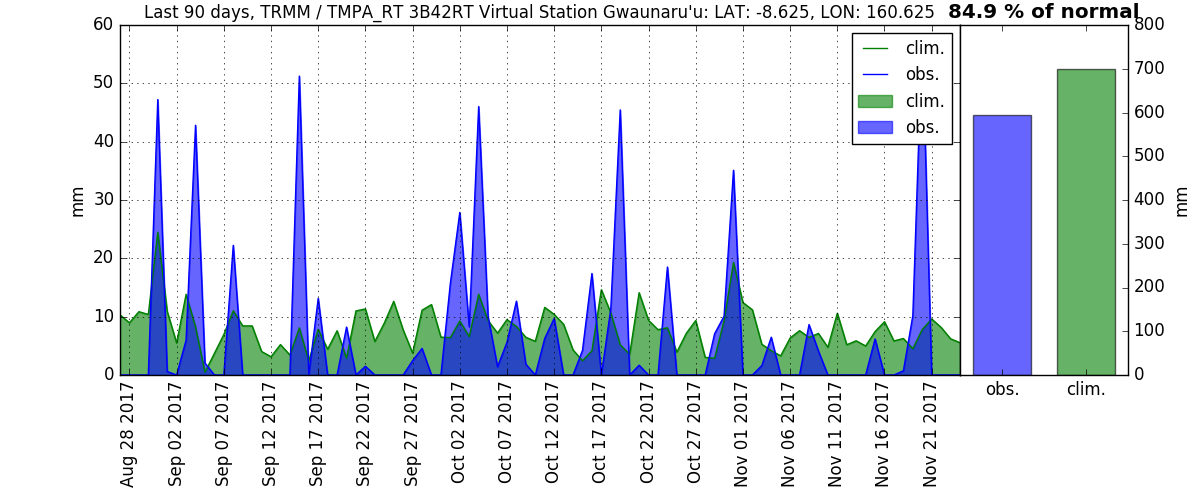 Last 90 days, TRMM / TMPA_RT 3B42RT Virtual Station Gwaunaru'u: LAT: -8.625, LON: 160.625
84.9 % of normal
60
50
40
30
20
10
0
mm
clim.
obs.
clim.
obs.
800
700
600
500
400
300
200
100
0
mm
Aug 28 2017
Sep 02 2017
Sep 07 2017
Sep 12 2017
Sep 17 2017
Sep 22 2017
Sep 27 2017
Oct 02 2017
Oct 07 2017
Oct 12 2017
Oct 17 2017
Oct 22 2017
Oct 27 2017
Nov 01 2017
Nov 06 2017
Nov 11 2017
Nov 16 2017
Nov 21 2017
obs.
clim.